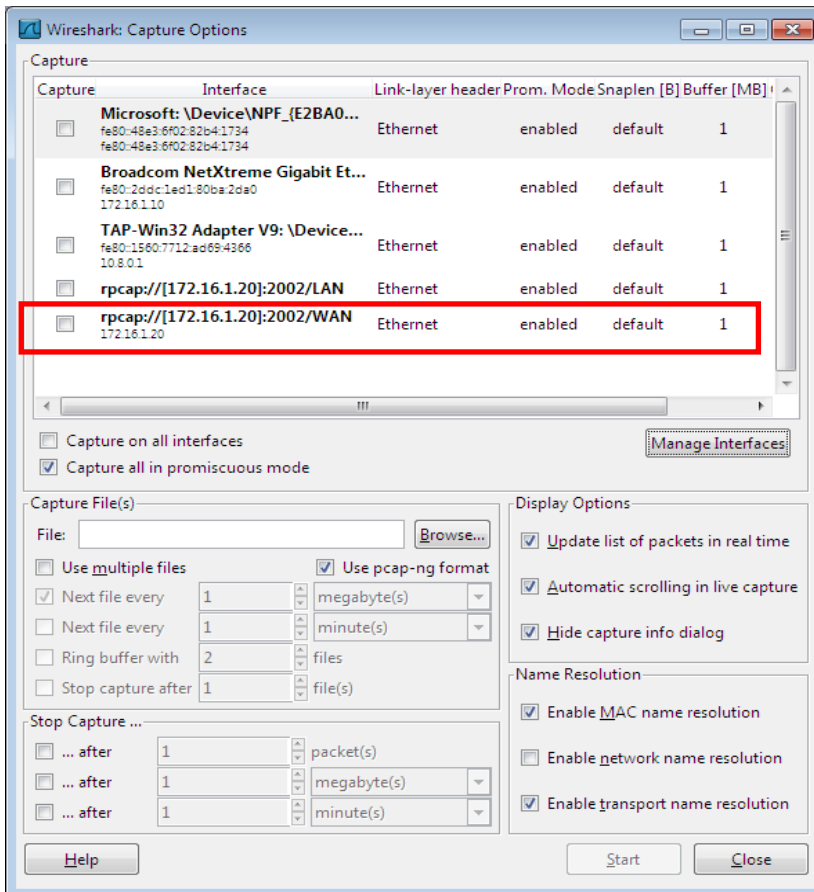 Wireshark: Capture Options
Capture
Capture Interface Link-layer header Prom. Mode Snaplen [B] Buffer [MB]
Microsoft: \Device\NPF_{E2BA0...
fe80::48e3:6f02:82b4:1734
fe80::48e3:6f02:82b4:1734
Ethernet enabled default 1
Broadcom NetXtreme Gigabit Et...
fe80::2ddc:1ed1:80ba:2da0
172.16.1.10
Ethernet enabled default 1
TAP-Win32 Adapter V9: \Device...
fe80::1560:7712:ad69:4366
10.8.0.1
Ethernet enabled default 1
rpcap://[172.16.1.20]:2002/LAN Ethernet enabled default 1
rpcap://[172.16.1.20]:2002/WAN
172.16.1.20
Ethernet enabled default 1
Capture on all interfaces
Manage Interfaces
Capture all in promiscuous mode
Capture File(s)
File: Browse...
Use multiple files Use pcap-ng format
Next file every 1 megabyte(s)
Next file every 1 minute(s)
Ring buffer with 2 files
Stop capture after 1 file(s)
Stop Capture ...
... after 1 packet(s)
... after 1 megabyte(s)
... after 1 minute(s)
Display Options
Update list of packets in real time
Automatic scrolling in live capture
Hide capture info dialog
Name Resolution
Enable MAC name resolution
Enable network name resolution
Enable transport name resolution
Help Start Close